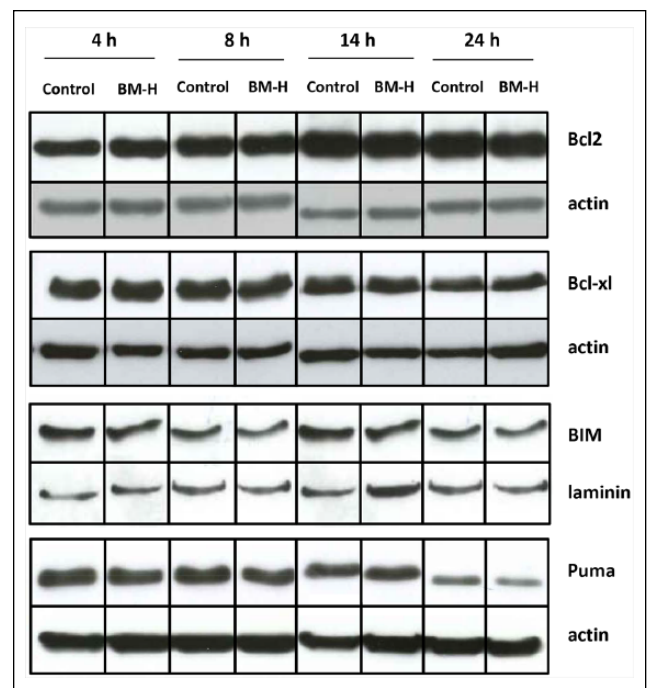 4 h 8 h 14 h 24 h
Control BM-H Control BM-H Control BM-H Control BM-H
Bcl2
actin
Bcl-xl
actin
BIM
laminin
Puma
actin